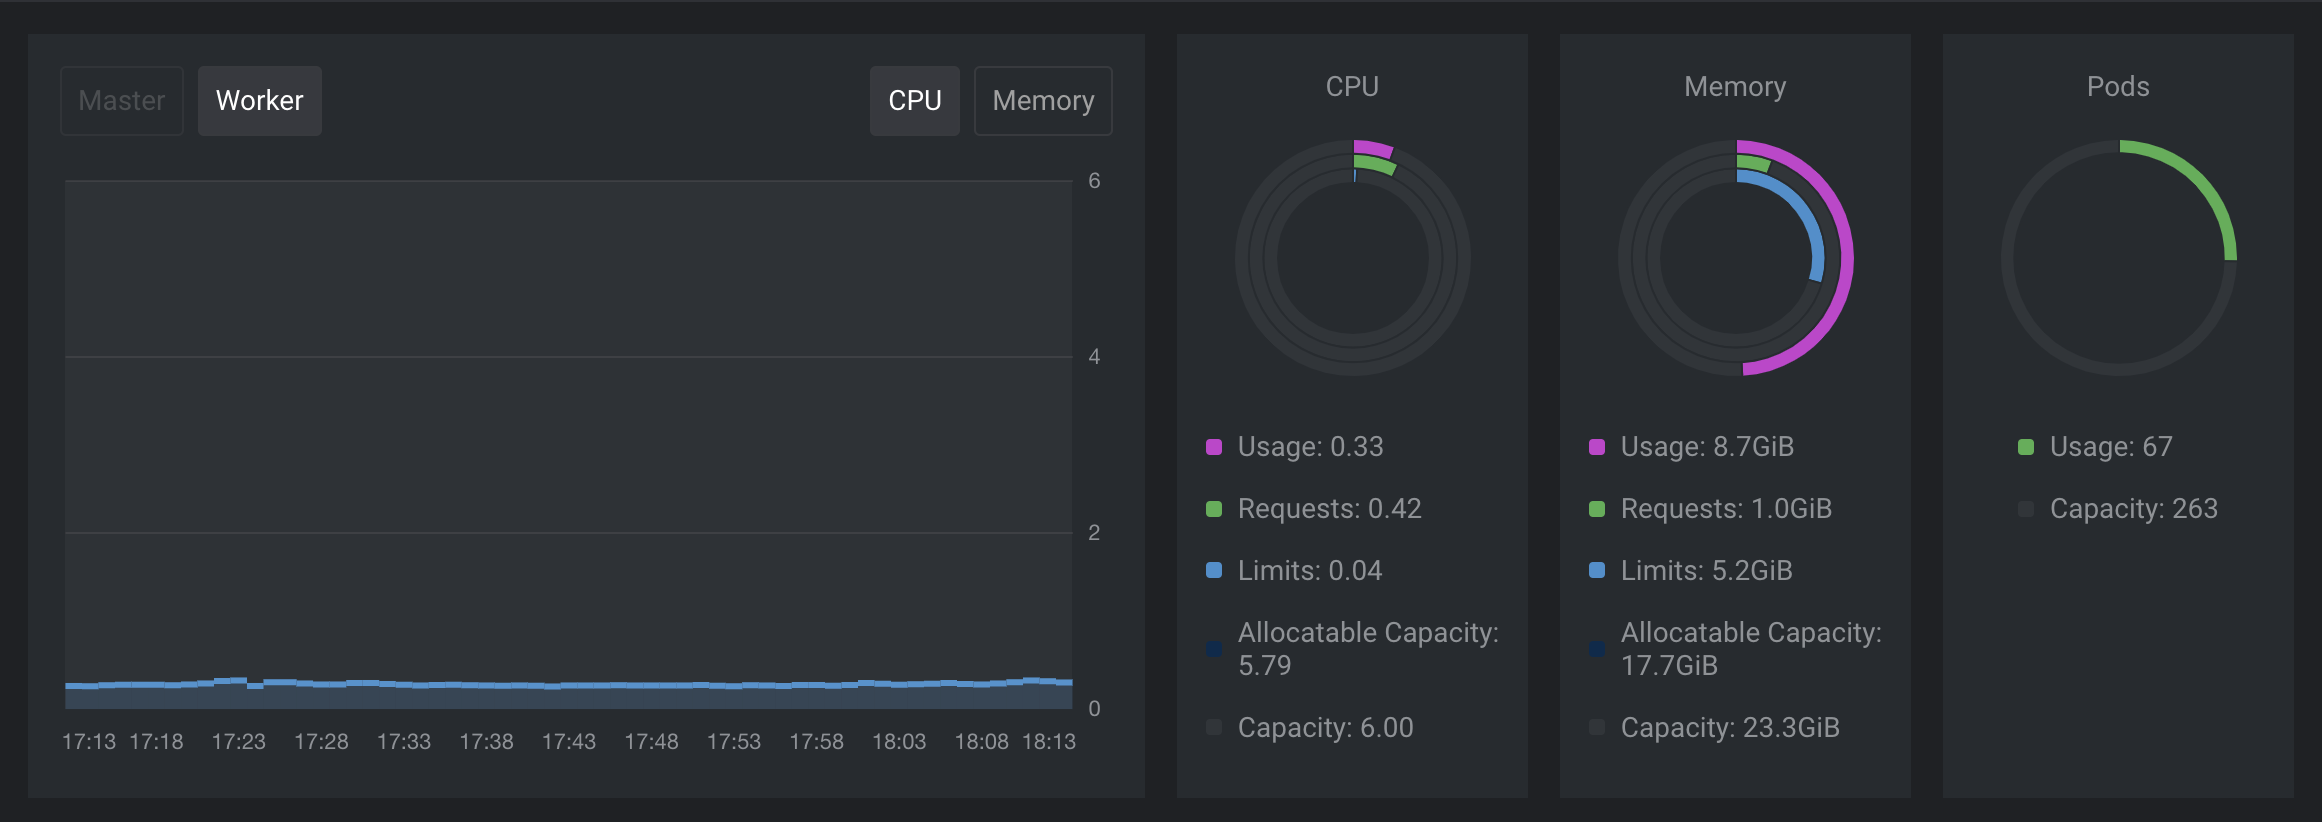 Master
Worker
CPU
Memory
6
4
2
0
17:13 17:18 17:23 17:28 17:33 17:38 17:43 17:48 17:53 17:58 18:03 18:08 18:13
CPU
Usage: 0.33
Requests: 0.42
Limits: 0.04
Allocatable Capacity:
5.79
Capacity: 6.00
Memory
Usage: 8.7GiB
Requests: 1.0GiB
Limits: 5.2GiB
Allocatable Capacity:
17.7GiB
Capacity: 23.3GiB
Pods
Usage: 67
Capacity: 263